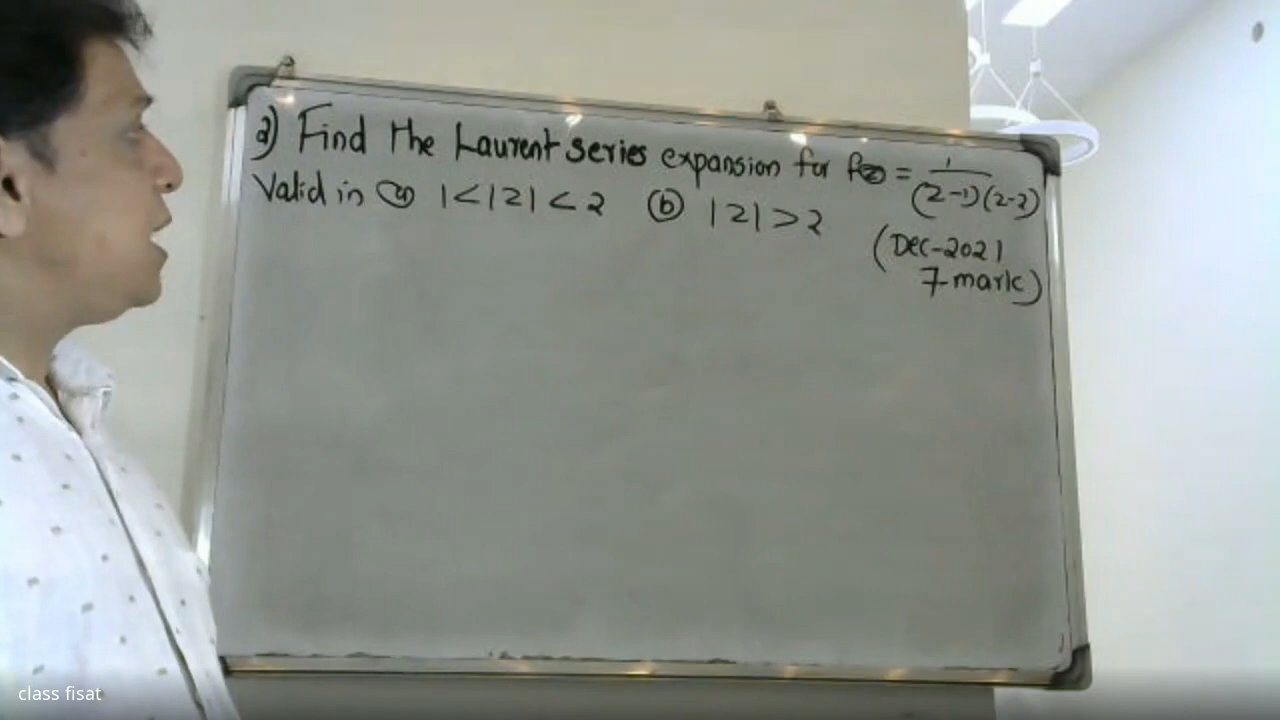 a) Find the Laurent series expansion for f(z) = 1/(z-1)(z-2)
Valid in ⓐ 1<|z|<2 ⓑ |z|>2
(Dec-2021
7-mark)
class fisat